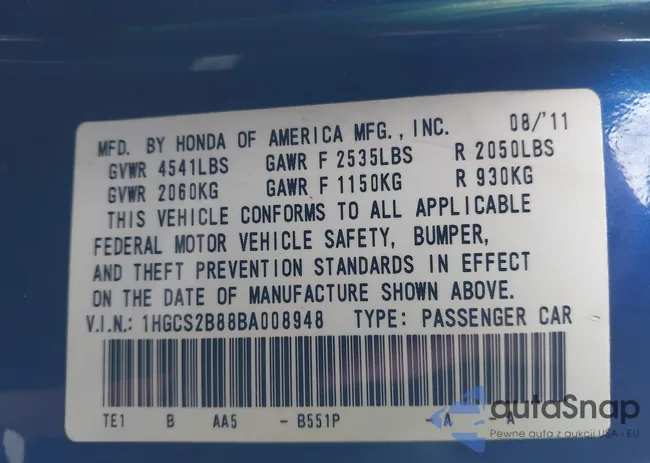 MFD. BY HONDA OF AMERICA MFG., INC. 08/'11
GVWR 4541LBS GAWR F 2535LBS R 2050LBS
GVWR 2060KG GAWR F 1150KG R 930KG
THIS VEHICLE CONFORMS TO ALL APPLICABLE
FEDERAL MOTOR VEHICLE SAFETY, BUMPER,
AND THEFT PREVENTION STANDARDS IN EFFECT
ON THE DATE OF MANUFACTURE SHOWN ABOVE.
V.I.N.: 1HGCS2B88BA008948 TYPE: PASSENGER CAR
TE1 B AA5 - B551P - A A
autaSnap
Pewne auta z aukcji USA - EU